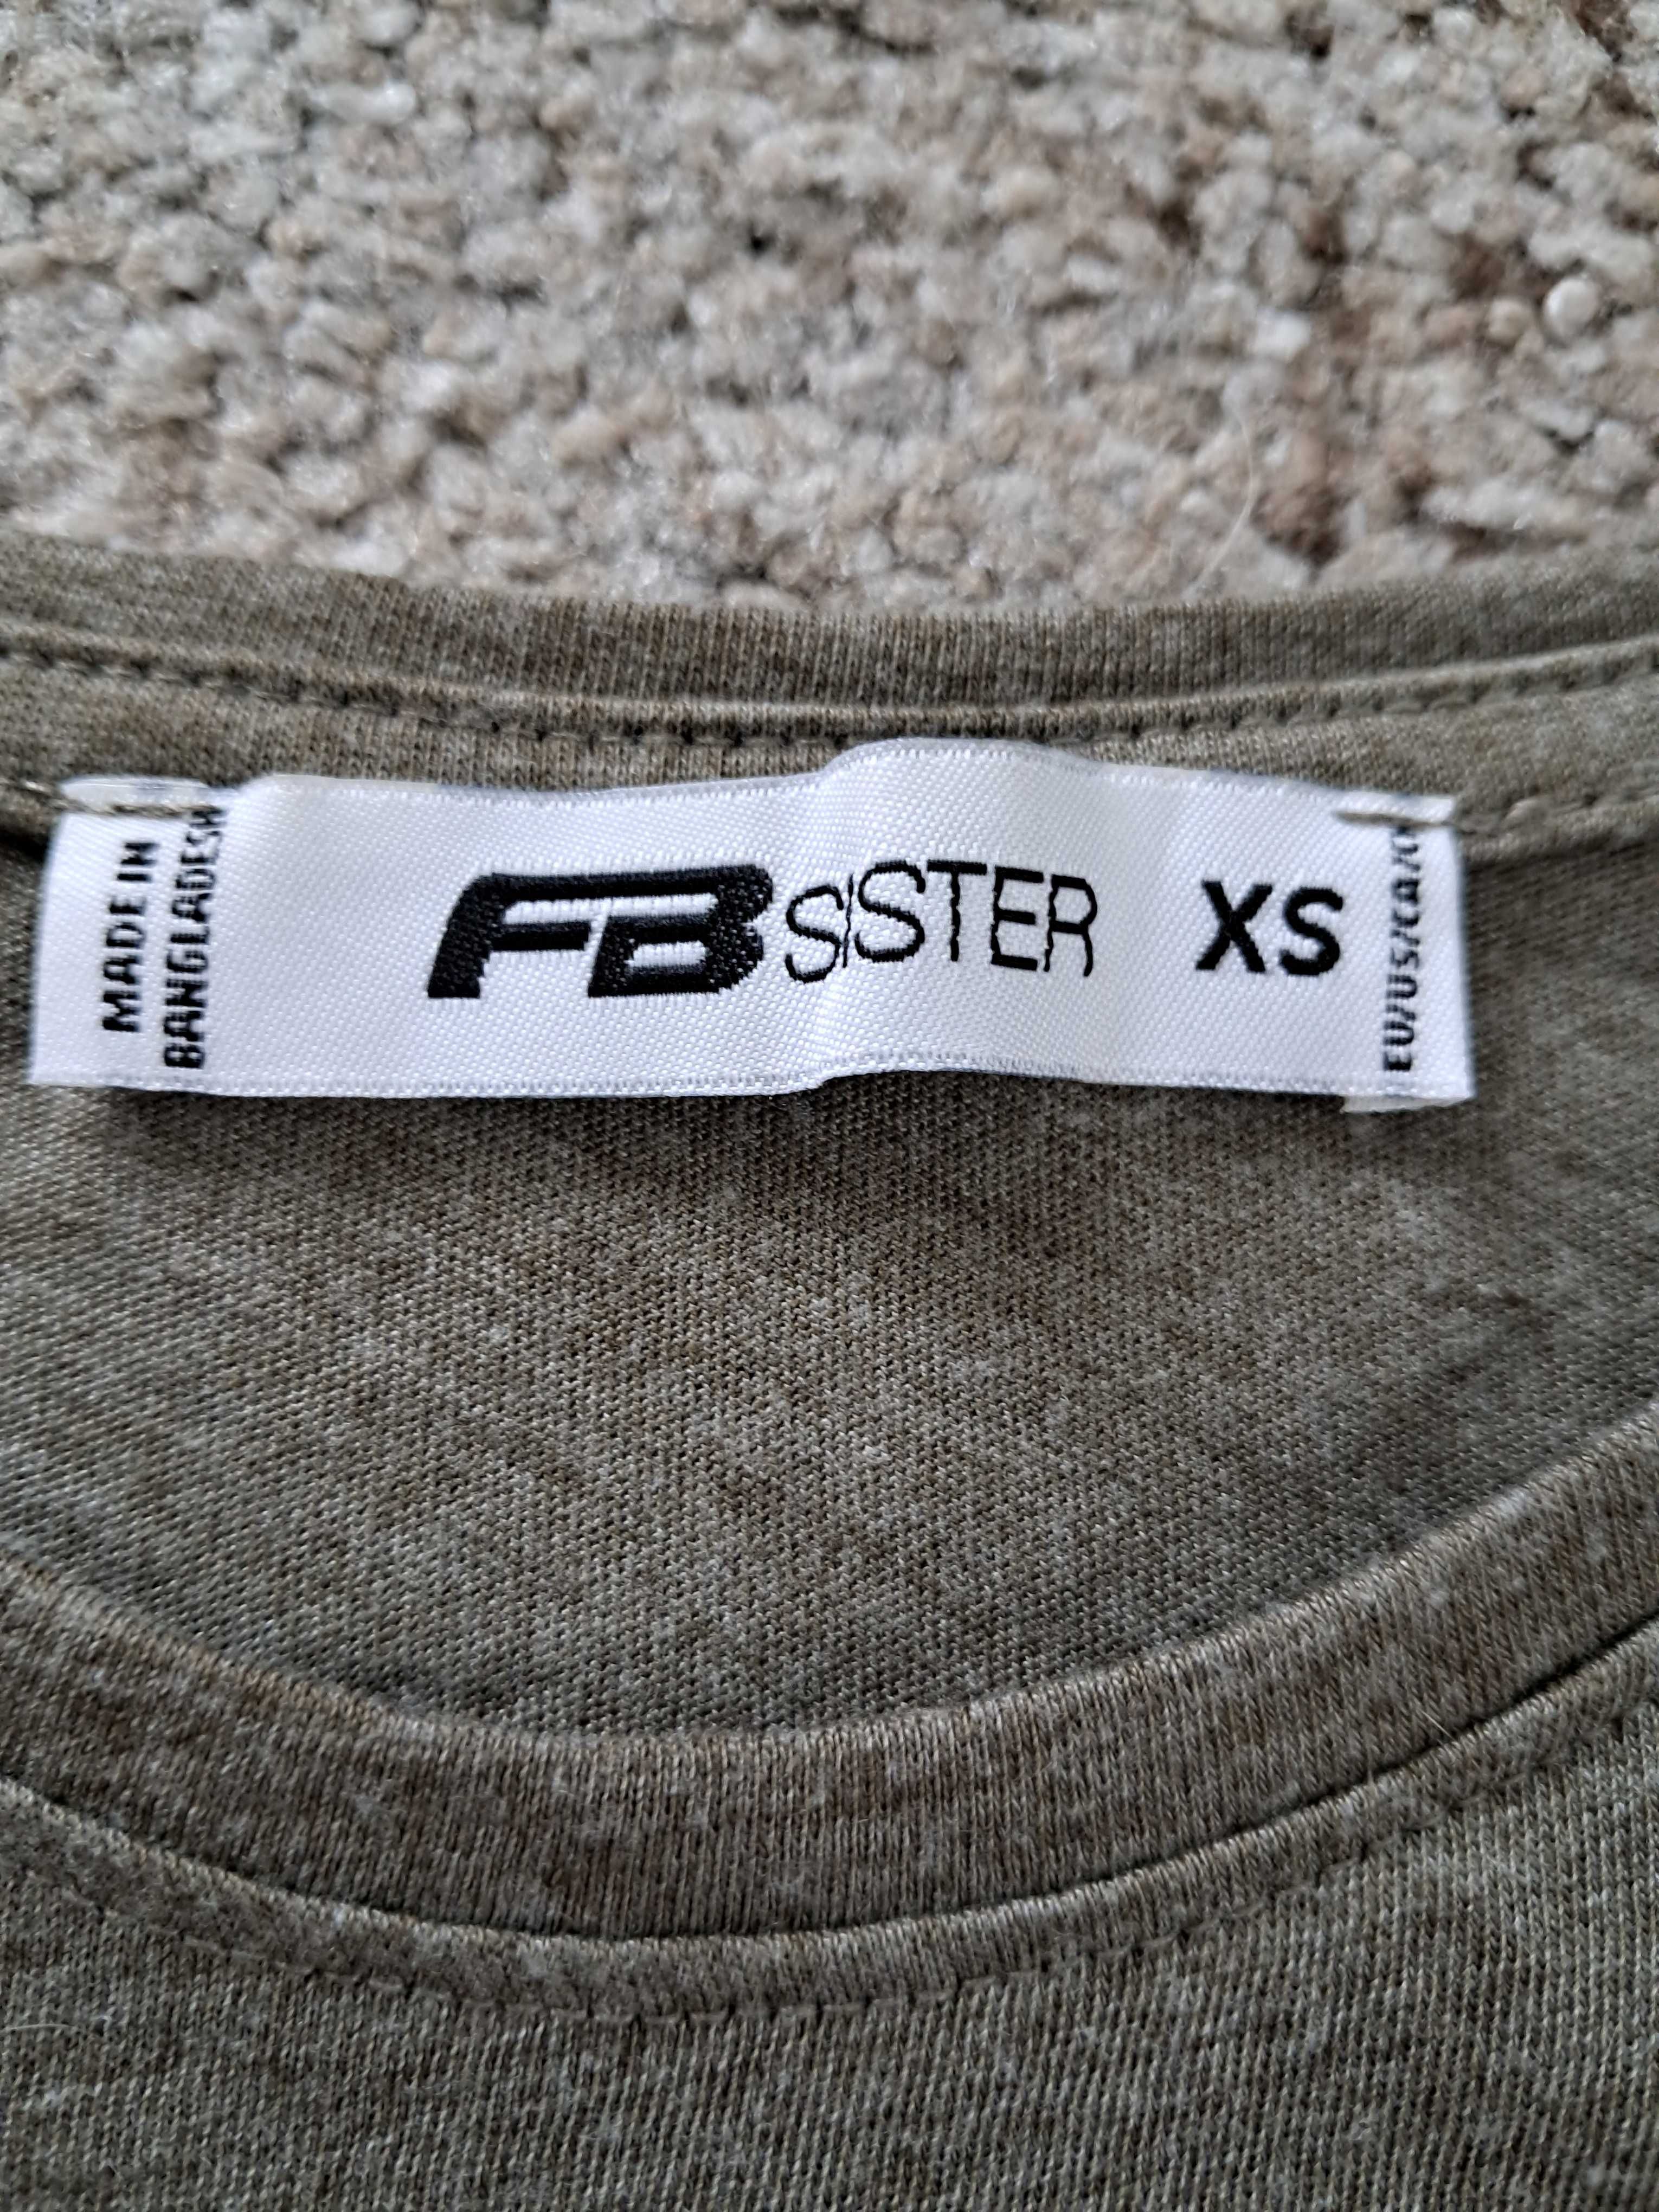 MADE IN
BANGLADESH
FB SISTER
XS
EU/US/CA/